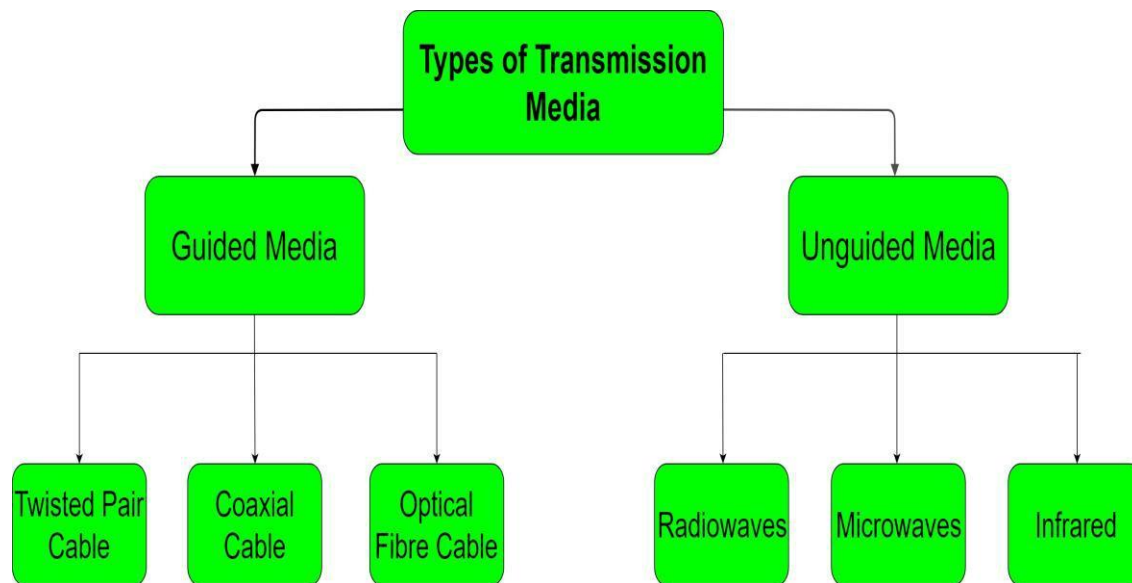 Types of Transmission
Media
Guided Media
Unguided Media
Twisted Pair
Cable
Coaxial
Cable
Optical
Fibre Cable
Radiowaves
Microwaves
Infrared